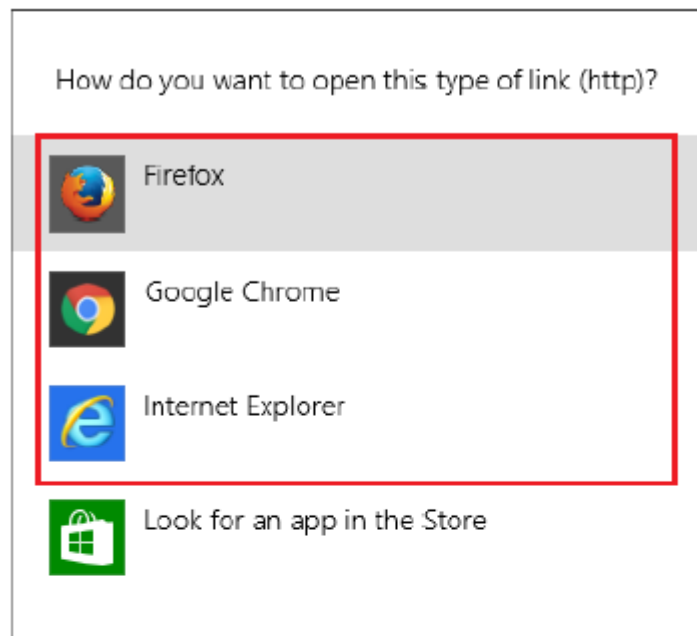 How do you want to open this type of link (http)?
Firefox
Google Chrome
Internet Explorer
Look for an app in the Store